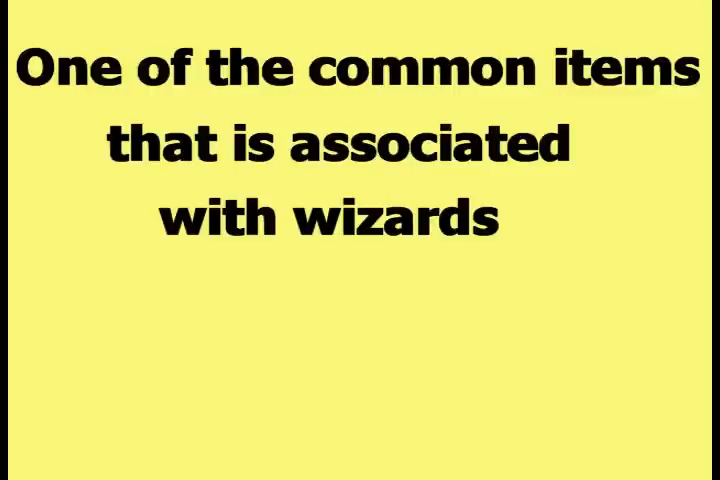 One of the common items
that is associated
with wizards